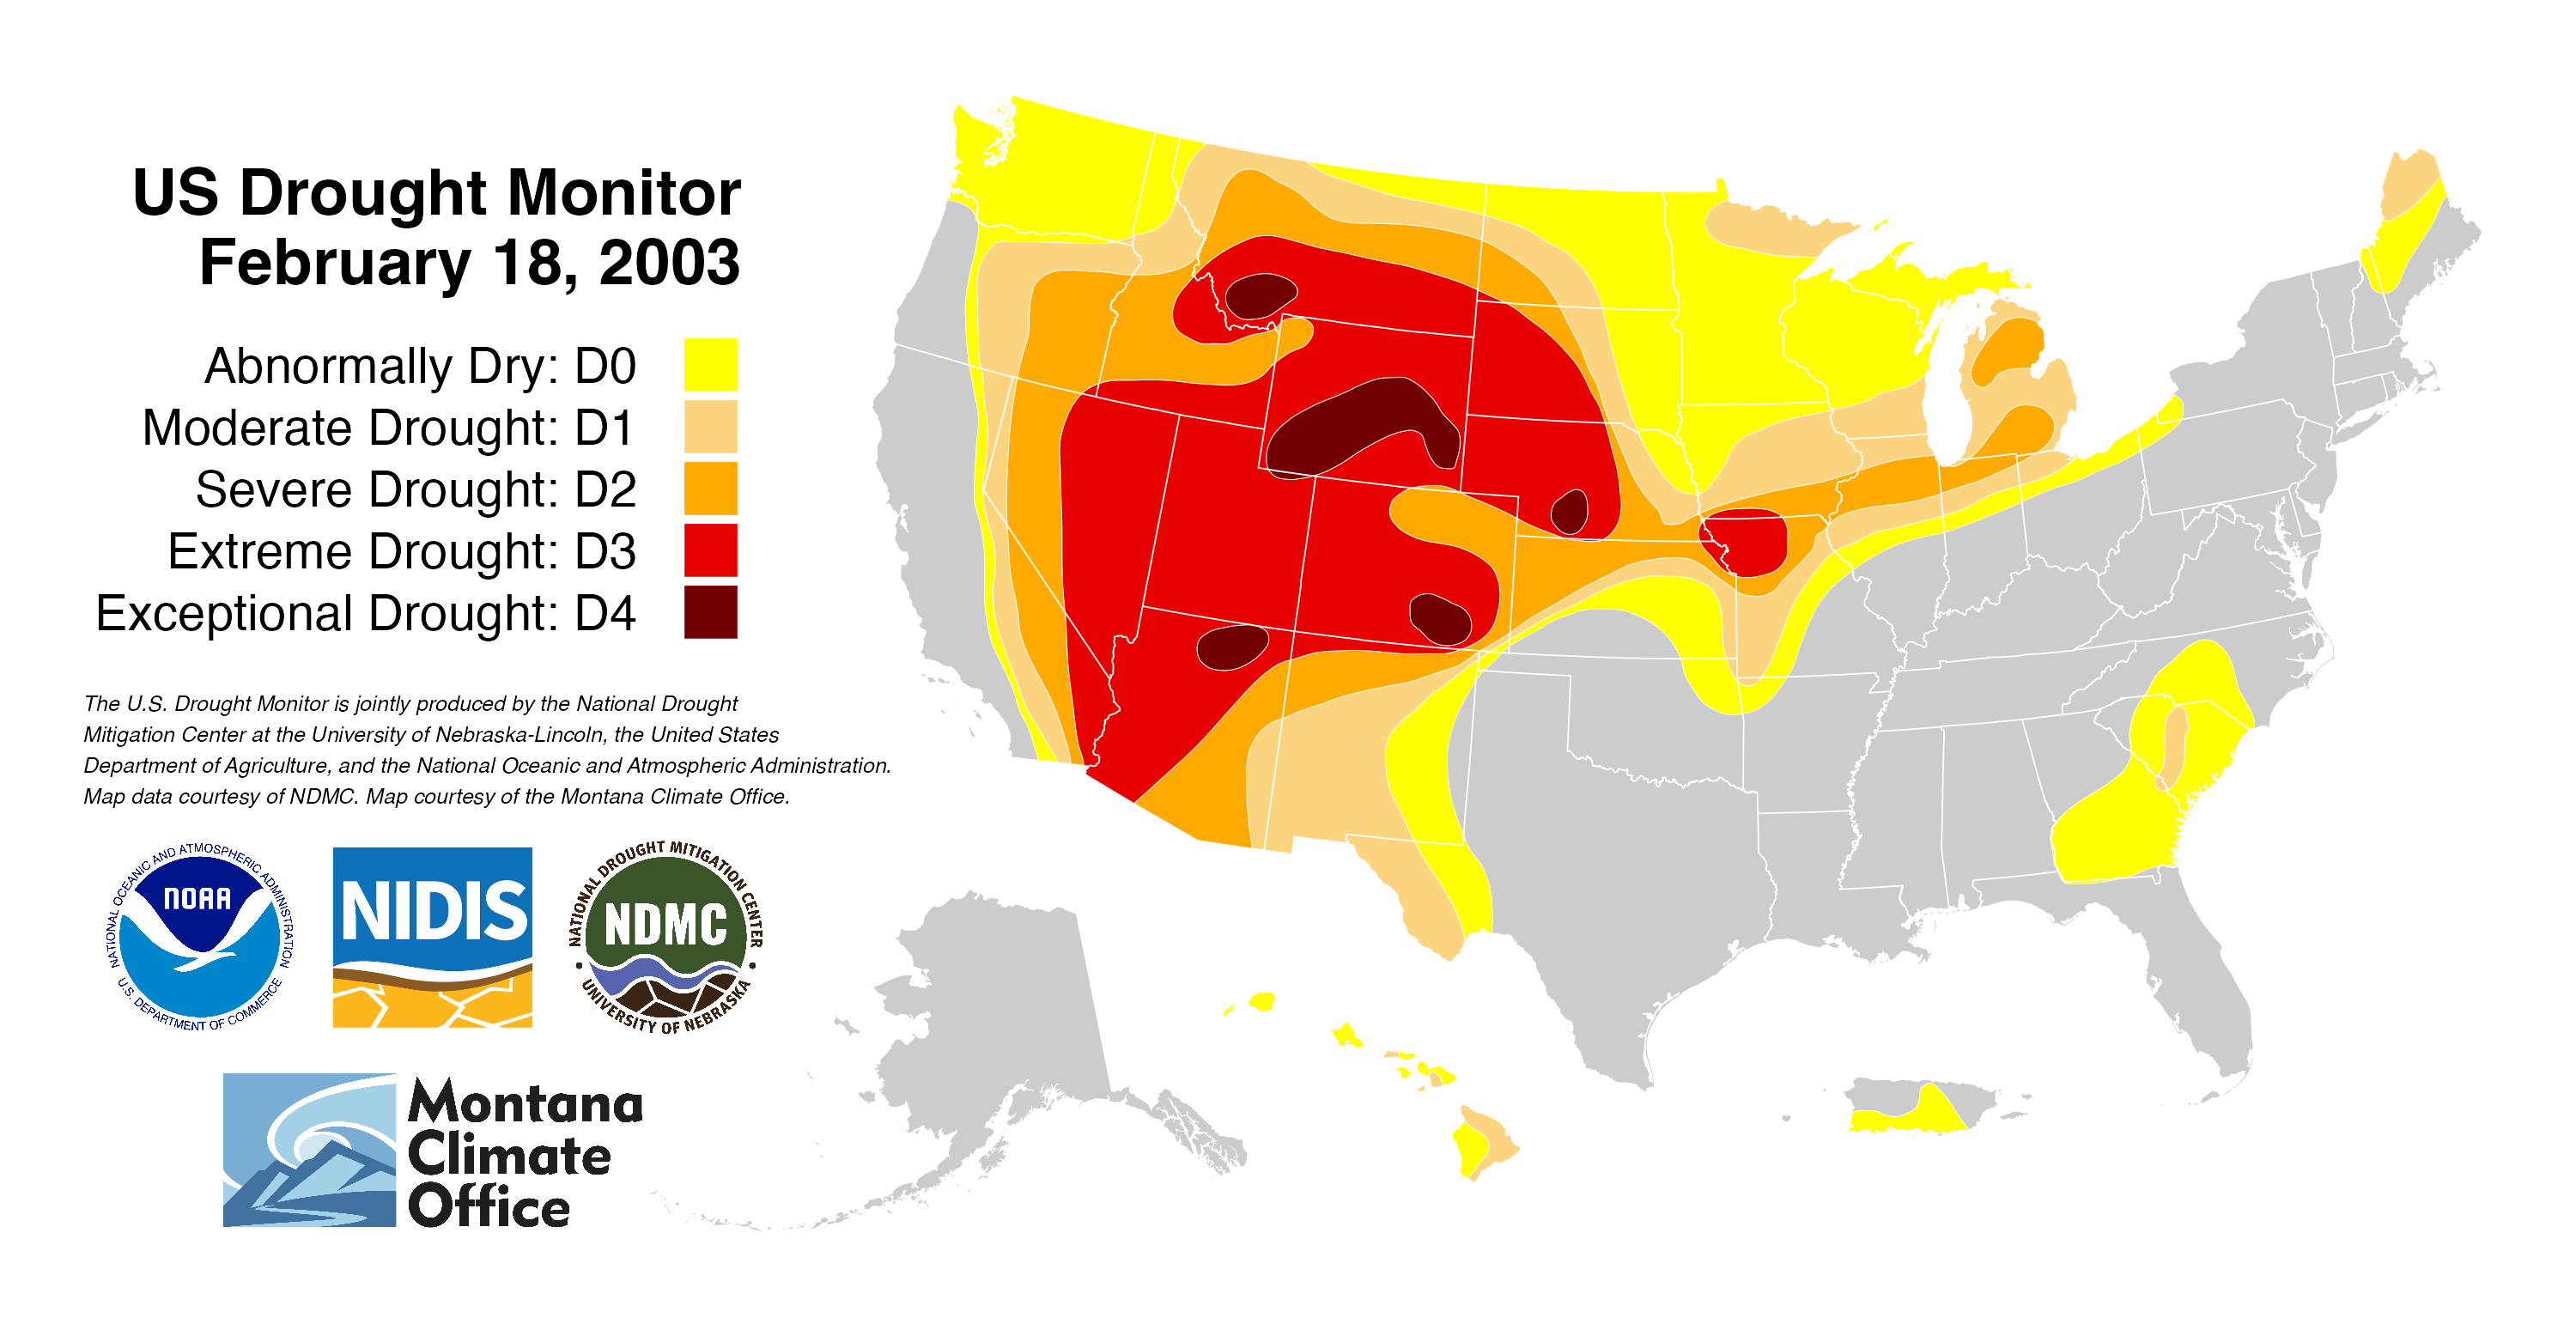 US Drought Monitor
February 18, 2003
Abnormally Dry: D0
Moderate Drought: D1
Severe Drought: D2
Extreme Drought: D3
Exceptional Drought: D4
The U.S. Drought Monitor is jointly produced by the National Drought
Mitigation Center at the University of Nebraska-Lincoln, the United States
Department of Agriculture, and the National Oceanic and Atmospheric Administration.
Map data courtesy of NDMC. Map courtesy of the Montana Climate Office.
NATIONAL OCEANIC AND ATMOSPHERIC ADMINISTRATION
NOAA
U.S. DEPARTMENT OF COMMERCE
NIDIS
NATIONAL DROUGHT MITIGATION CENTER
NDMC
UNIVERSITY OF NEBRASKA
Montana
Climate
Office